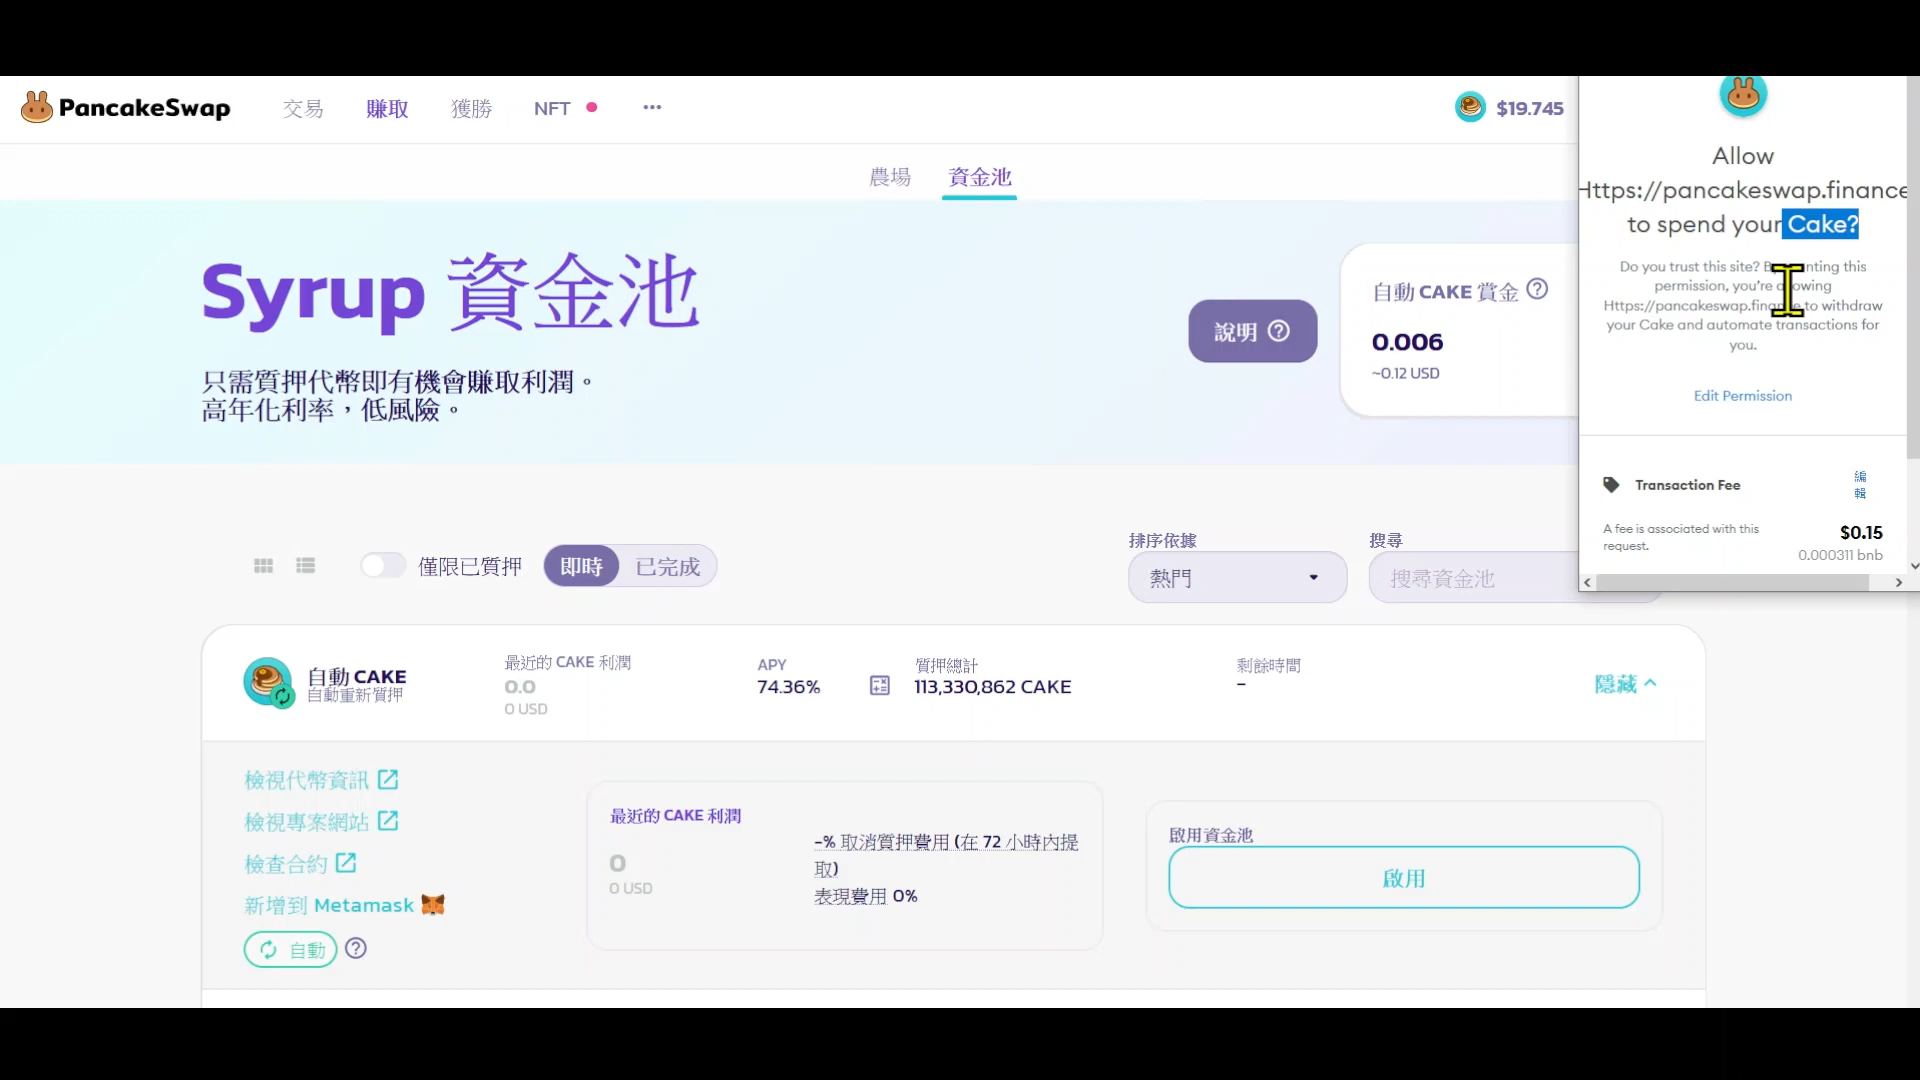 PancakeSwap 交易 賺取 獲勝 NFT $19.745
農場 資金池
Syrup 資金池
只需質押代幣即有機會賺取利潤。
高年化利率，低風險。
說明
自動 CAKE 賞金
0.006
~0.12 USD
Allow
Https://pancakeswap.finance
to spend your Cake?
Do you trust this site? By granting this
permission, you're allowing
Https://pancakeswap.finance to withdraw
your Cake and automate transactions for
you.
Edit Permission
Transaction Fee
編
輯
A fee is associated with this
request.
$0.15
0.000311 bnb
僅限已質押 即時 已完成
排序依據
熱門
搜尋
搜尋資金池
自動 CAKE
自動重新質押
最近的 CAKE 利潤
0.0
0 USD
APY
74.36%
質押總計
113,330,862 CAKE
剩餘時間
-
隱藏
檢視代幣資訊
檢視專案網站
檢查合約
新增到 Metamask
自動
最近的 CAKE 利潤
0
0 USD
-% 取消質押費用 (在 72 小時內提
取)
表現費用 0%
啟用資金池
啟用